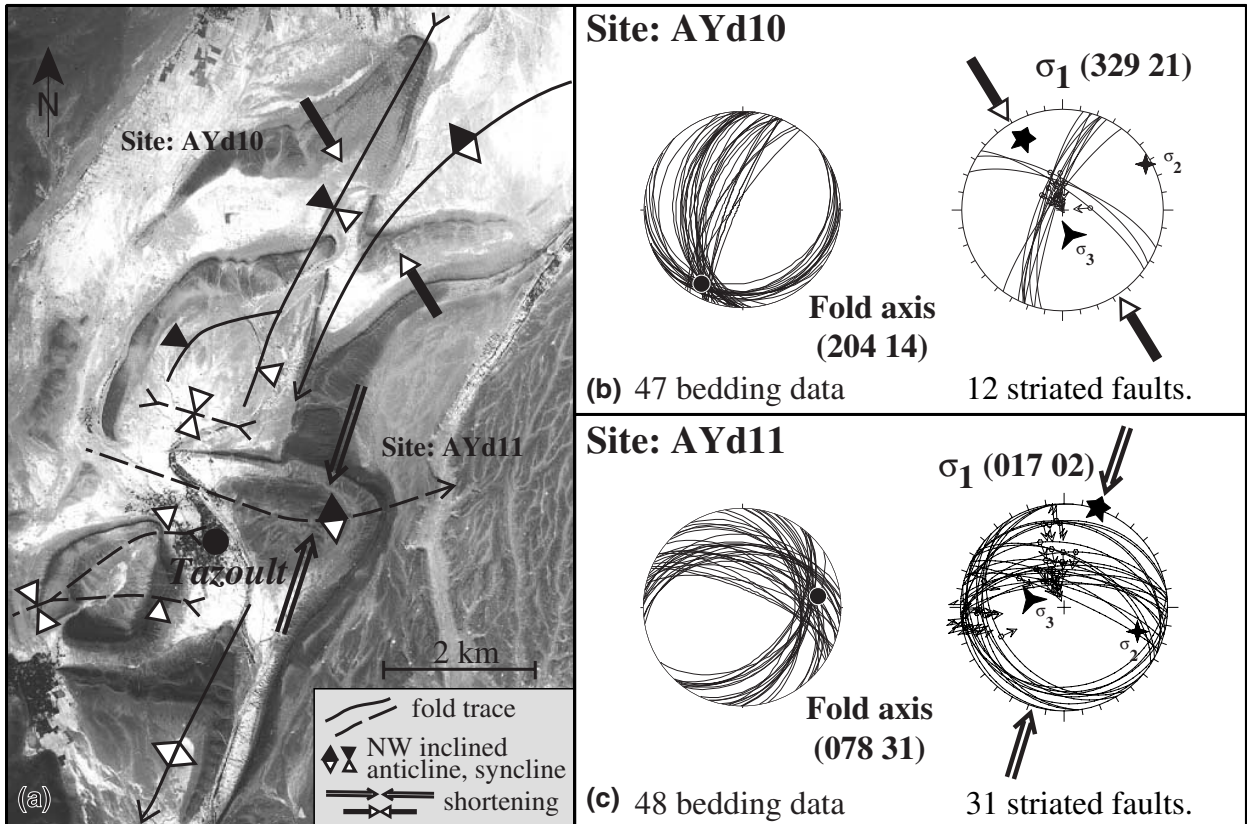 N
Site: AYd10
Site: AYd11
Tazoult
2 km
fold trace
NW inclined
anticline, syncline
shortening
(a)
Site: AYd10
σ1 (329 21)
σ2
σ3
Fold axis
(204 14)
(b) 47 bedding data
12 striated faults.
Site: AYd11
σ1 (017 02)
σ3
σ2
Fold axis
(078 31)
(c) 48 bedding data
31 striated faults.